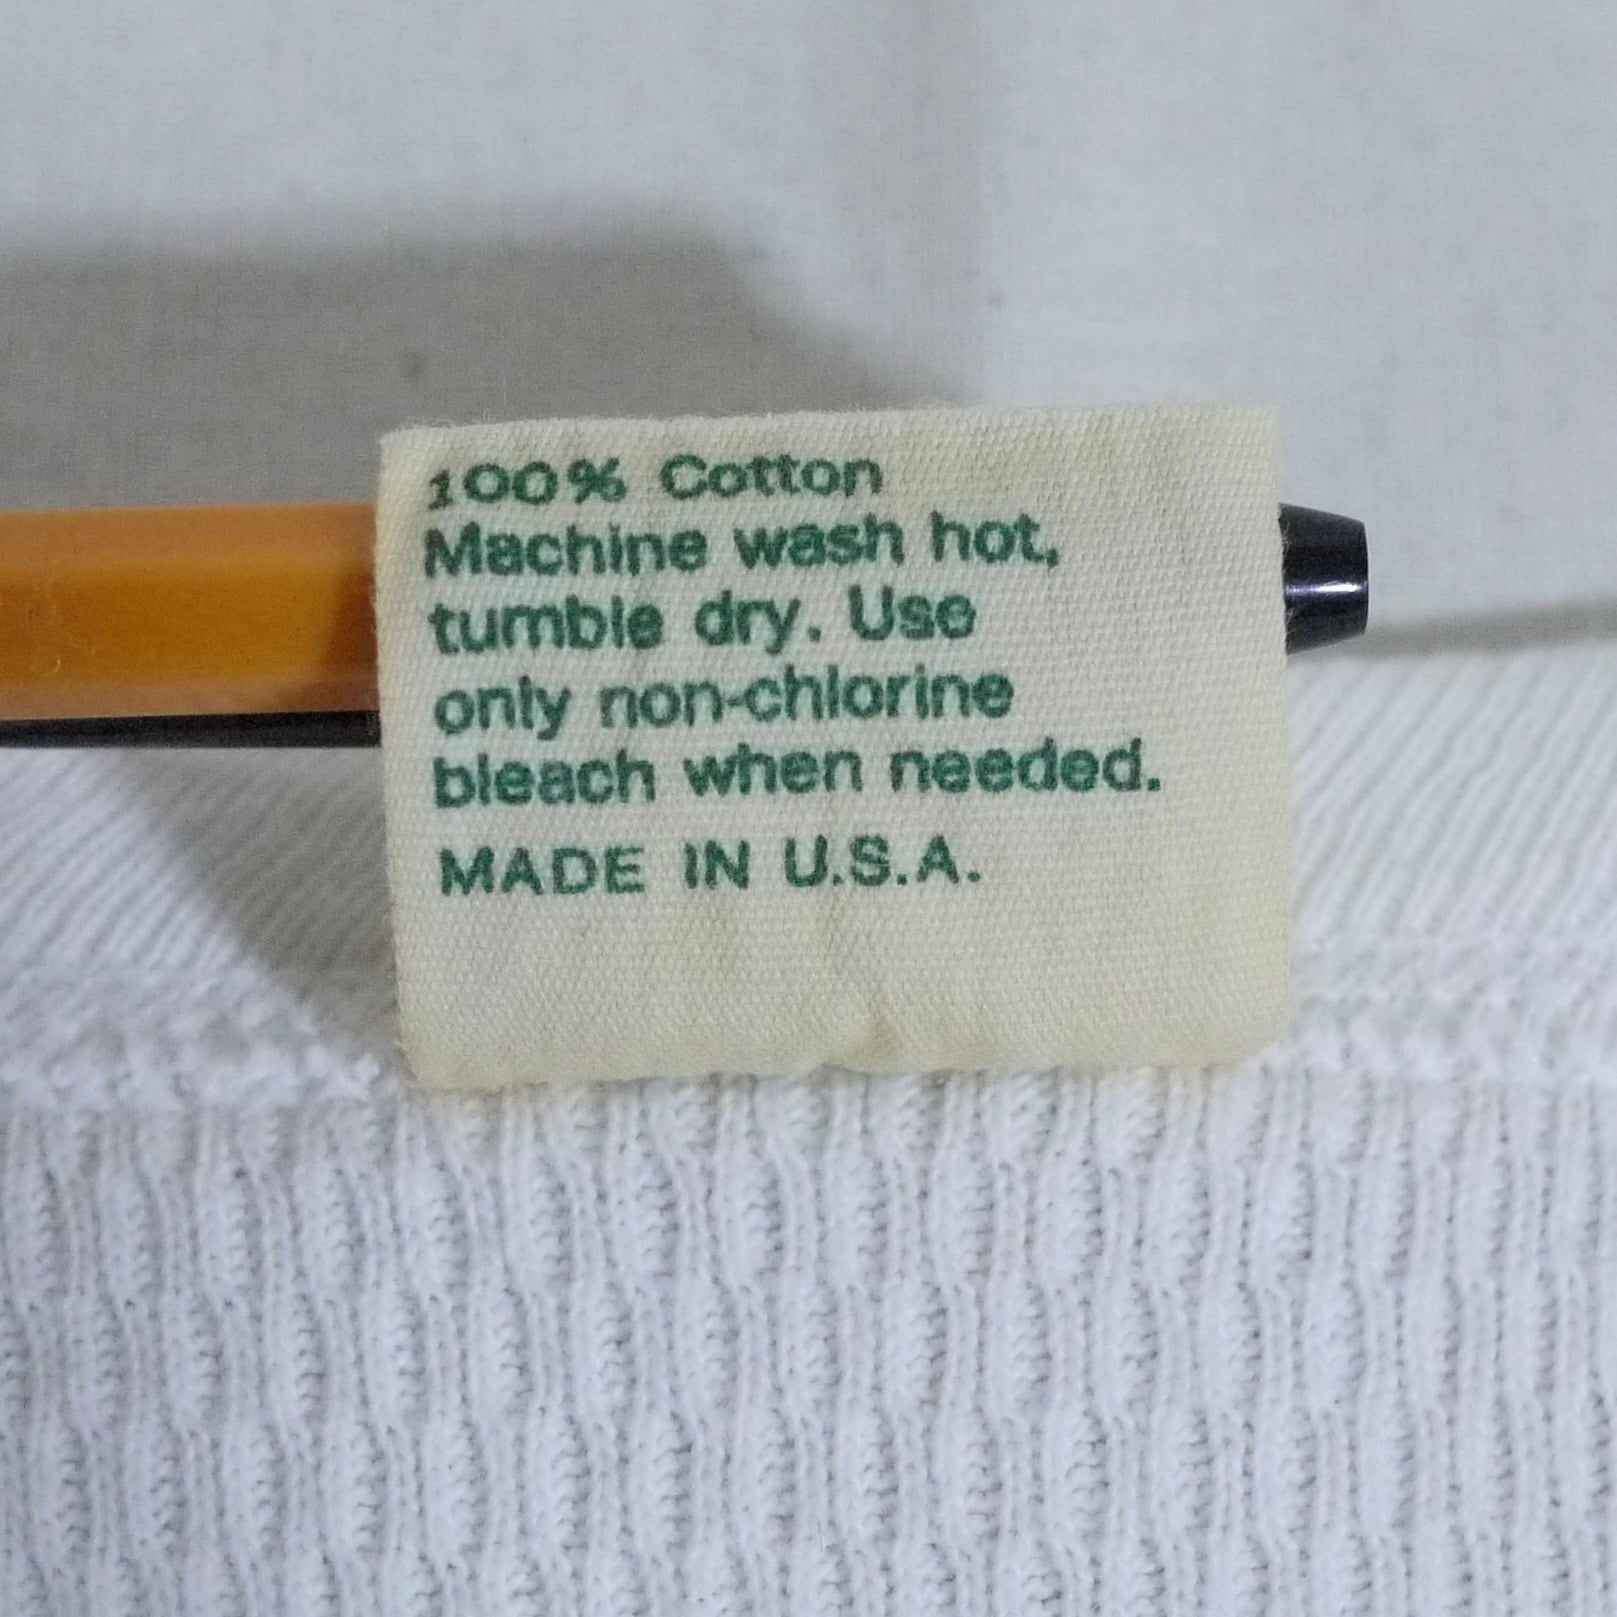 100% Cotton
Machine wash hot,
tumble dry. Use
only non-chlorine
bleach when needed.
MADE IN U.S.A.